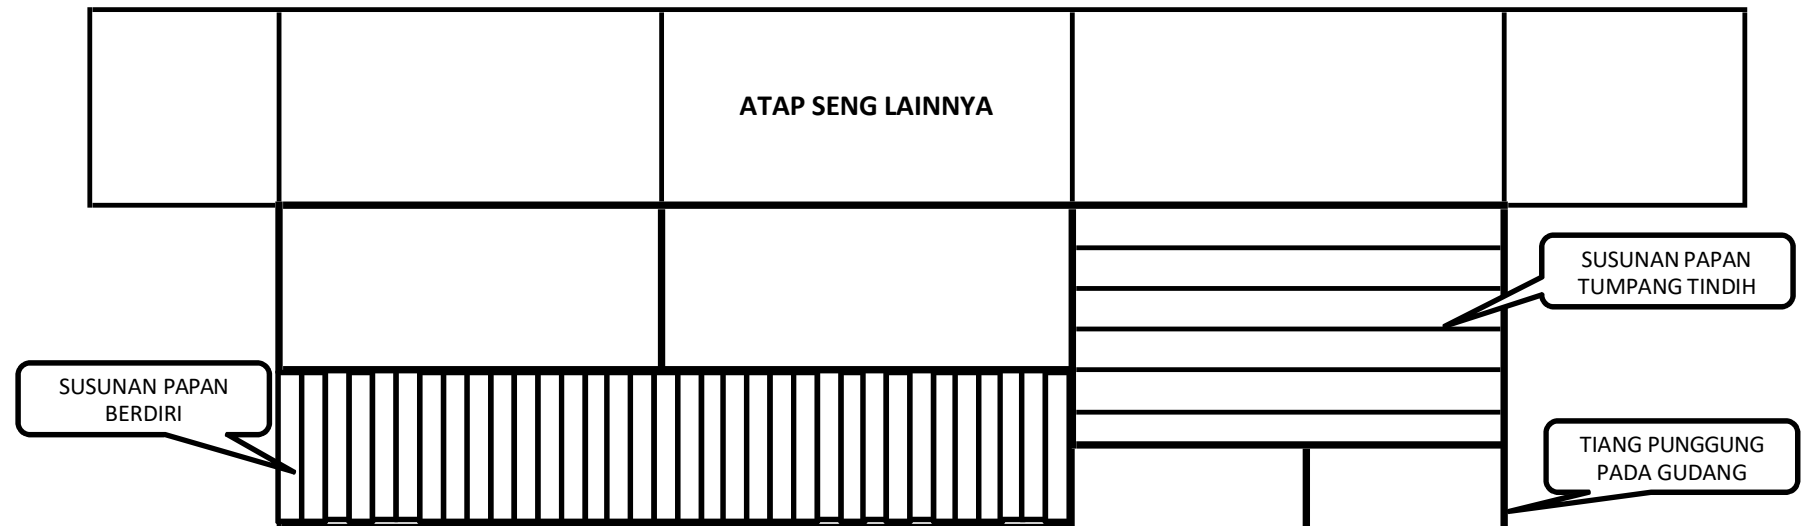 ATAP SENG LAINNYA
SUSUNAN PAPAN
TUMPANG TINDIH
SUSUNAN PAPAN
BERDIRI
TIANG PUNGGUNG
PADA GUDANG